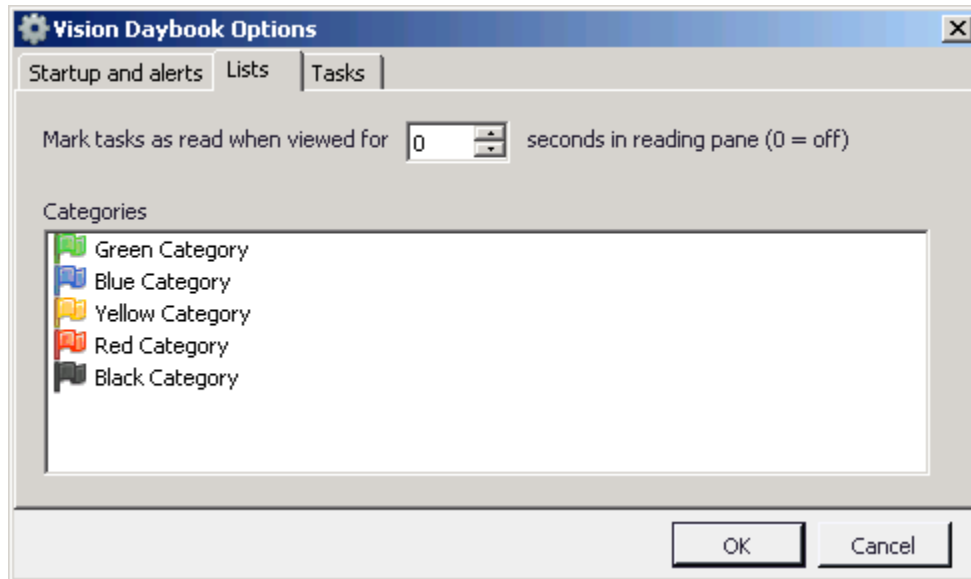 Vision Daybook Options
Startup and alerts Lists Tasks
Mark tasks as read when viewed for 0 seconds in reading pane (0 = off)
Categories
Green Category
Blue Category
Yellow Category
Red Category
Black Category
OK Cancel